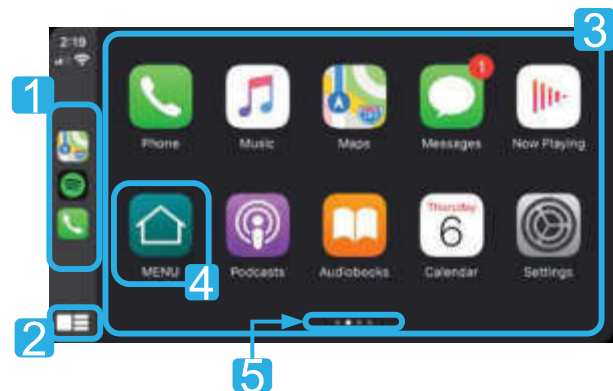 3
2:19
1
1
Phone
Music
Maps
Messages
Now Playing
Thursday
6
MENU
Podcasts
Audiobooks
Calendar
Settings
4
2
5